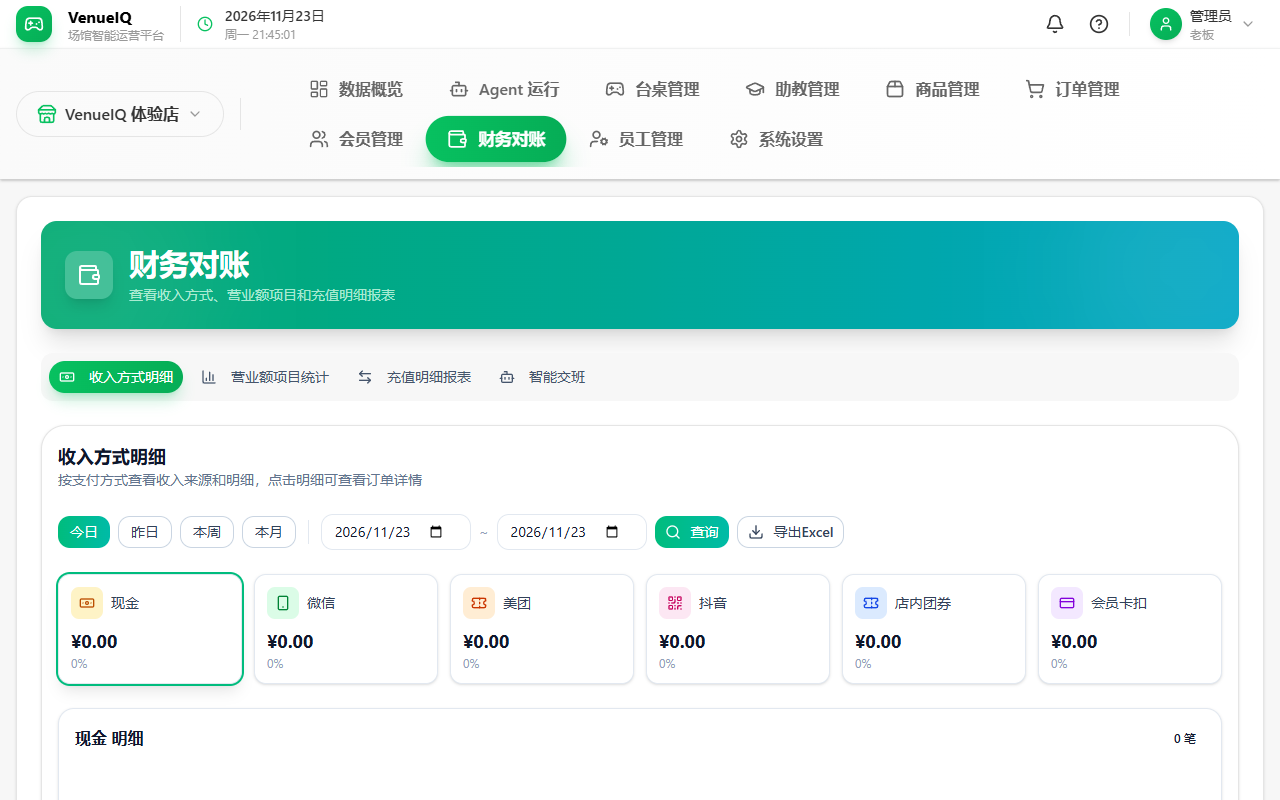 VenueIQ
场馆智能运营平台
2026年11月23日
周一 21:45:01
管理员
老板
VenueIQ 体验店
数据概览
Agent 运行
台桌管理
助教管理
商品管理
订单管理
会员管理
财务对账
员工管理
系统设置
财务对账
查看收入方式、营业额项目和充值明细报表
收入方式明细
营业额项目统计
充值明细报表
智能交班
收入方式明细
按支付方式查看收入来源和明细，点击明细可查看订单详情
今日
昨日
本周
本月
2026/11/23
~
2026/11/23
查询
导出Excel
现金
¥0.00
0%
微信
¥0.00
0%
美团
¥0.00
0%
抖音
¥0.00
0%
店内团券
¥0.00
0%
会员卡扣
¥0.00
0%
现金 明细
0 笔